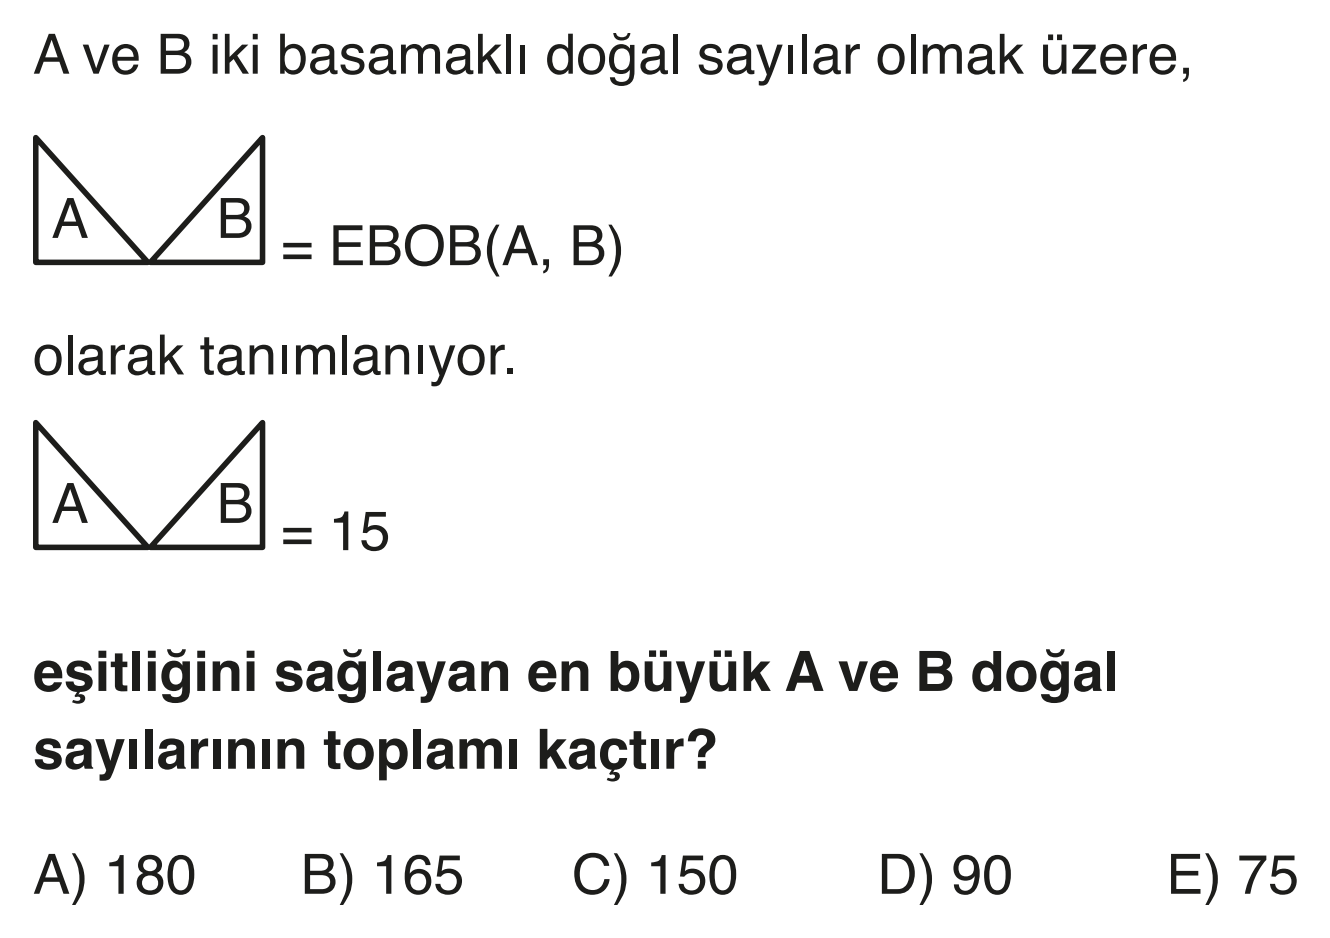 A ve B iki basamaklı doğal sayılar olmak üzere,
A B = EBOB(A, B)
olarak tanımlanıyor.
A B = 15
eşitliğini sağlayan en büyük A ve B doğal
sayılarının toplamı kaçtır?
A) 180 B) 165 C) 150 D) 90 E) 75